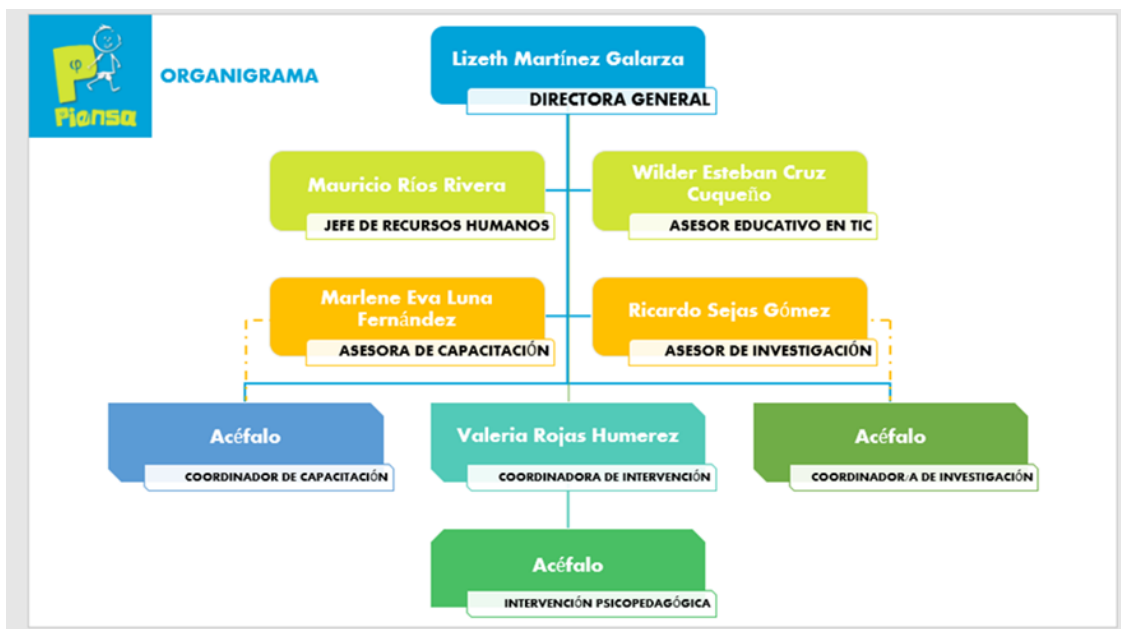 φ
Piensa
ORGANIGRAMA
Lizeth Martínez Galarza
DIRECTORA GENERAL
Mauricio Ríos Rivera
JEFE DE RECURSOS HUMANOS
Wilder Esteban Cruz
Cuqueño
ASESOR EDUCATIVO EN TIC
Marlene Eva Luna
Fernández
ASESORA DE CAPACITACIÓN
Ricardo Sejas Gómez
ASESOR DE INVESTIGACIÓN
Acéfalo
COORDINADOR DE CAPACITACIÓN
Valeria Rojas Humerez
COORDINADORA DE INTERVENCIÓN
Acéfalo
COORDINADOR/A DE INVESTIGACIÓN
Acéfalo
INTERVENCIÓN PSICOPEDAGÓGICA